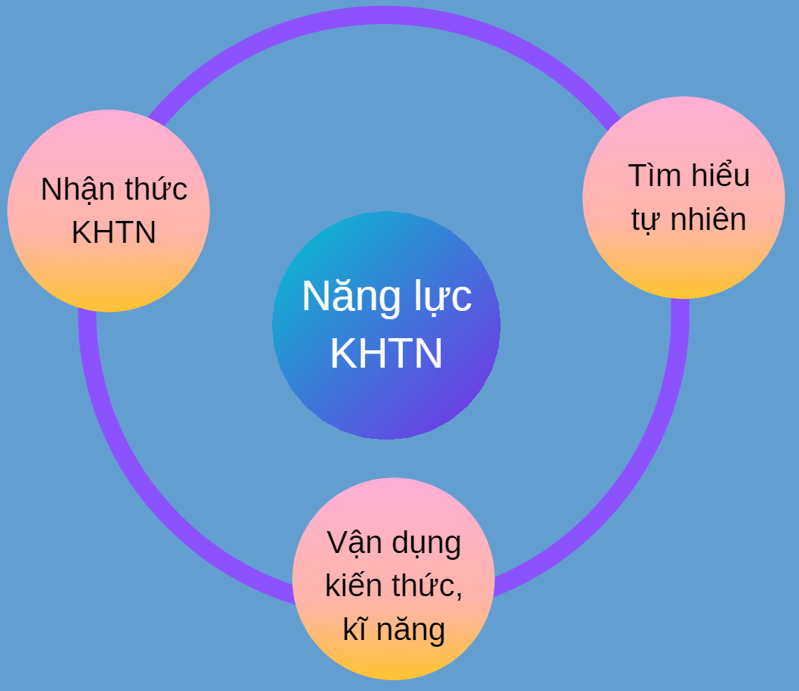 Nhận thức
KHTN
Tìm hiểu
tự nhiên
Năng lực
KHTN
Vận dụng
kiến thức,
kĩ năng